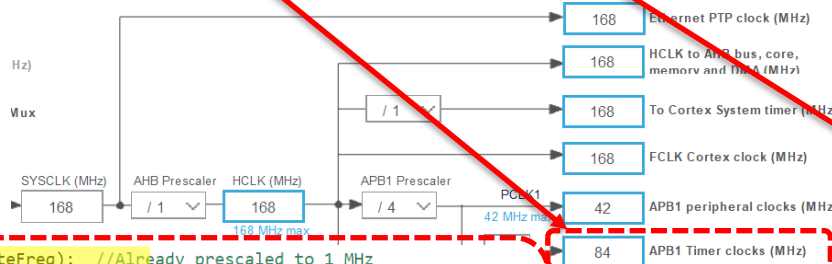 168 Ethernet PTP clock (MHz)
168 HCLK to AHB bus, core,
memory and DMA (MHz)
Hz)
Mux
/ 1
168 To Cortex System timer (MHz
168 FCLK Cortex clock (MHz)
SYSCLK (MHz) AHB Prescaler HCLK (MHz) APB1 Prescaler
PCLK1
168 / 1 168 / 4
42 APB1 peripheral clocks (MHz
42 MHz max
168 MHz max
84 APB1 Timer clocks (MHz)
teFreq); //Already prescaled to 1 MHz